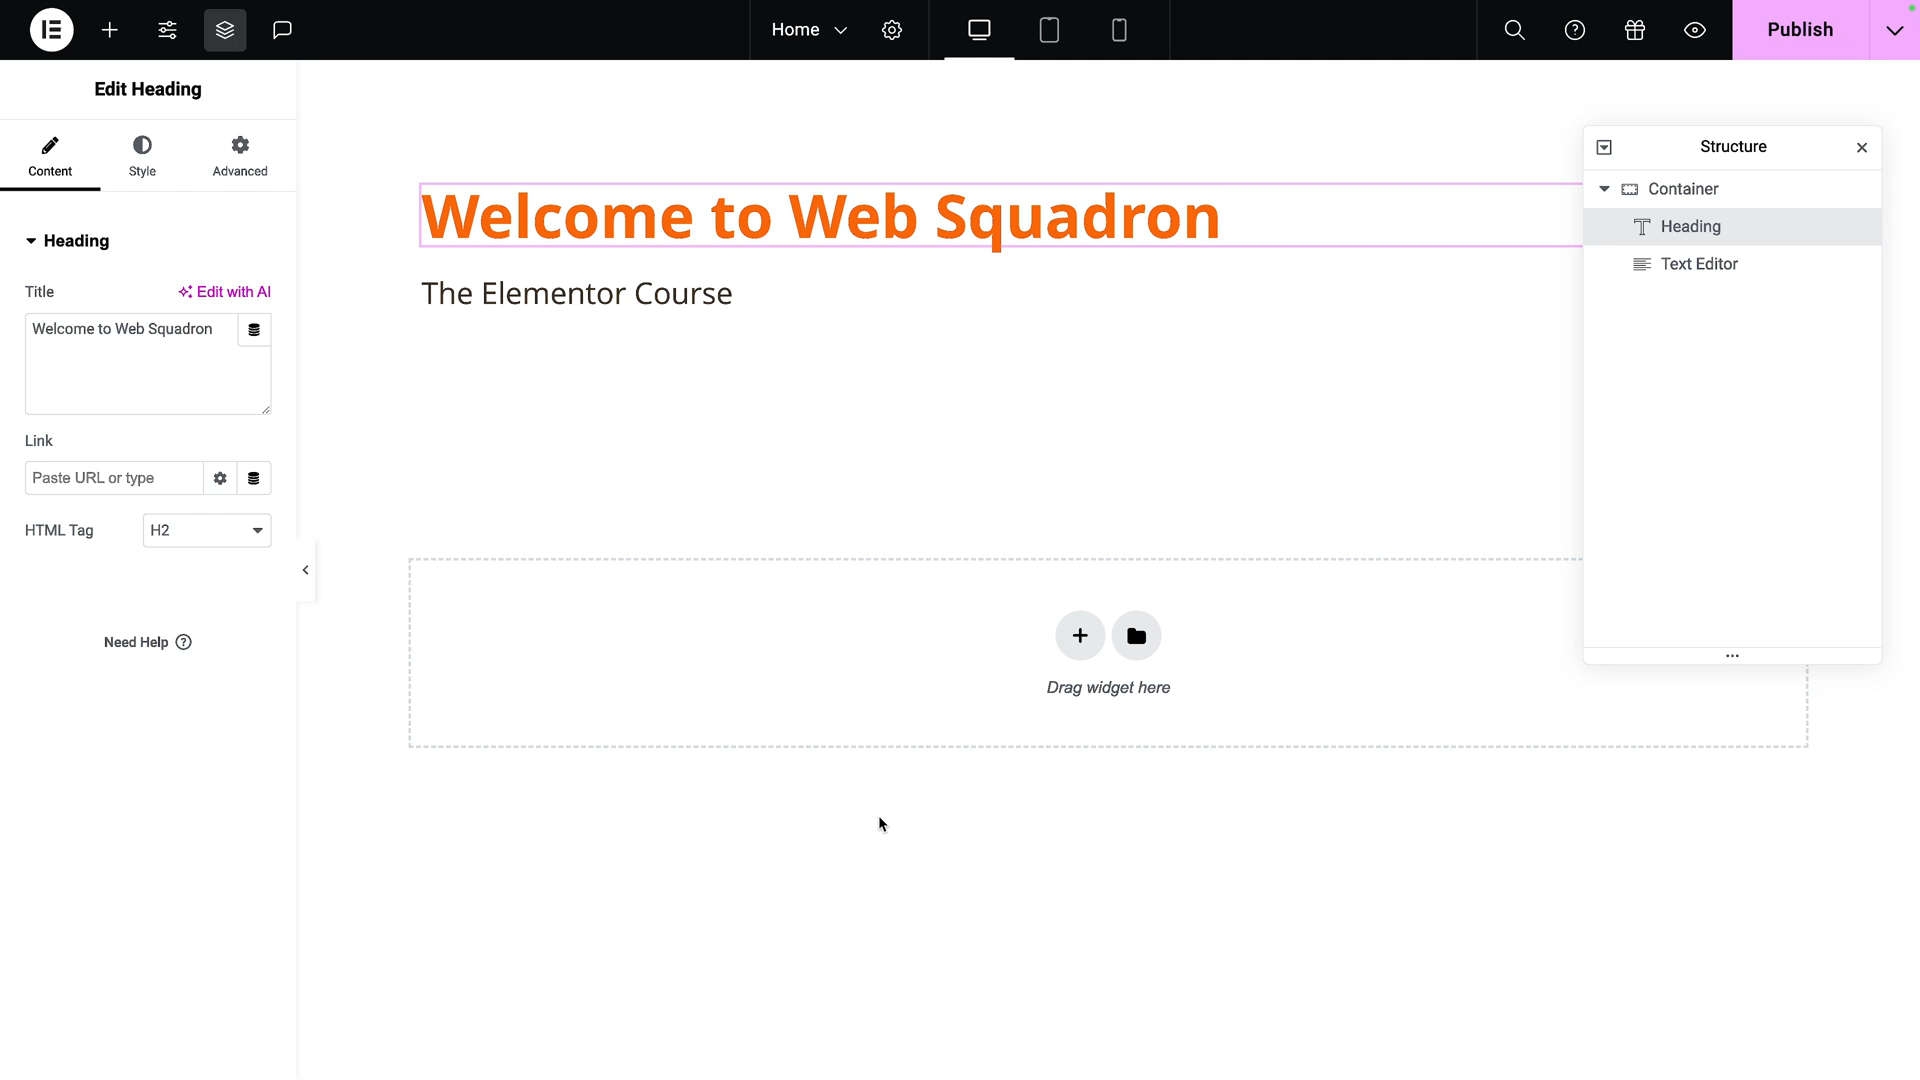 Home
Publish
Edit Heading
Content
Style
Advanced
Heading
Title
Edit with AI
Welcome to Web Squadron
Link
Paste URL or type
HTML Tag
H2
Need Help
Welcome to Web Squadron
The Elementor Course
Drag widget here
Structure
Container
Heading
Text Editor